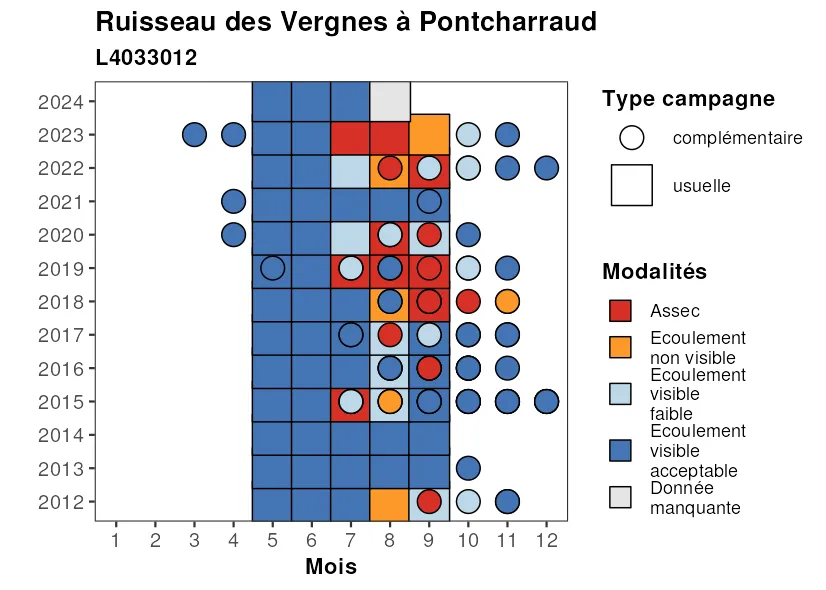 Ruisseau des Vergnes à Pontcharraud
L4033012
2024
2023
2022
2021
2020
2019
2018
2017
2016
2015
2014
2013
2012
1 2 3 4 5 6 7 8 9 10 11 12
Mois
Type campagne
complémentaire
usuelle
Modalités
Assec
Ecoulement
non visible
Ecoulement
visible
faible
Ecoulement
visible
acceptable
Donnée
manquante